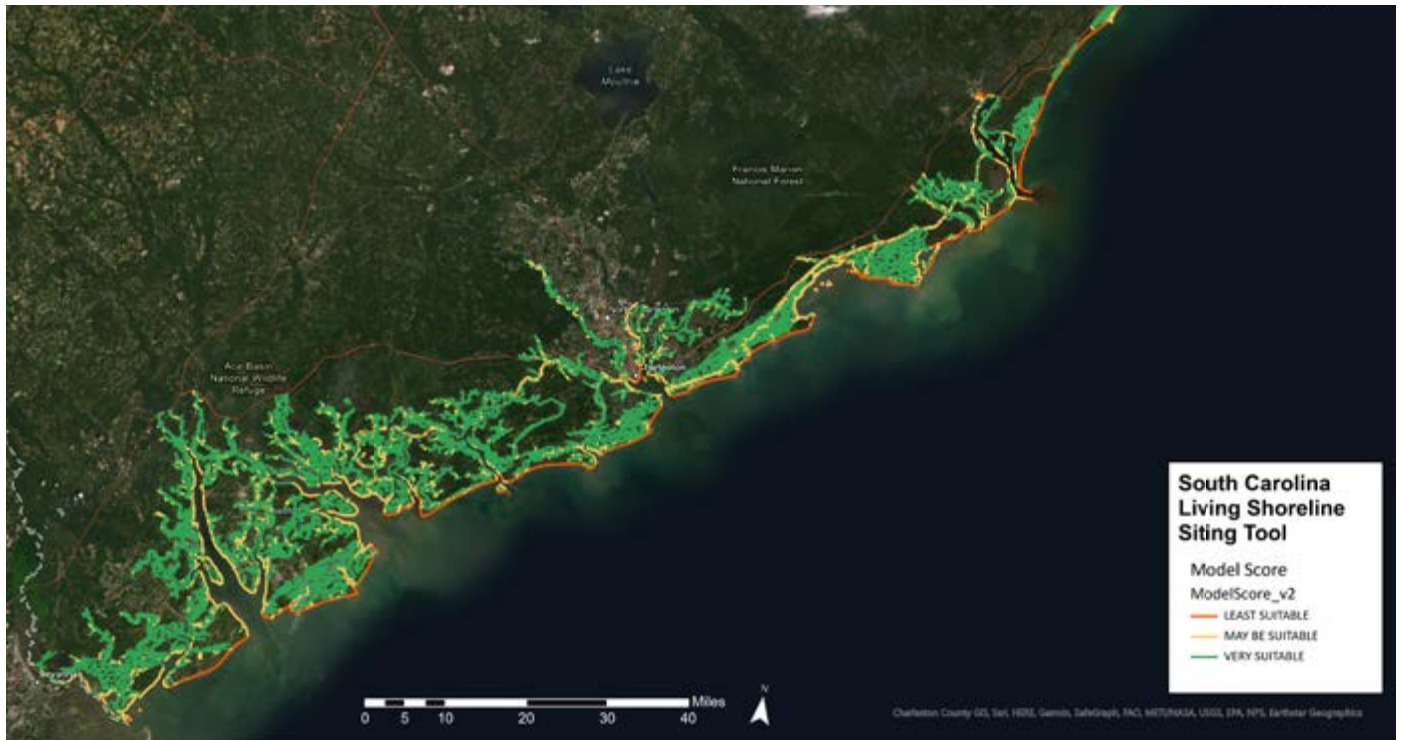 Lake
Moultrie
Francis Marion
National Forest
Ace Basin
National Wildlife
Refuge
Charleston
South Carolina
Living Shoreline
Siting Tool
Model Score
ModelScore_v2
LEAST SUITABLE
MAY BE SUITABLE
VERY SUITABLE
N
Miles
0 5 10 20 30 40
Charleston County GIS, Esri, HERE, Garmin, SafeGraph, FAO, METI/NASA, USGS, EPA, NPS, Earthstar Geographics